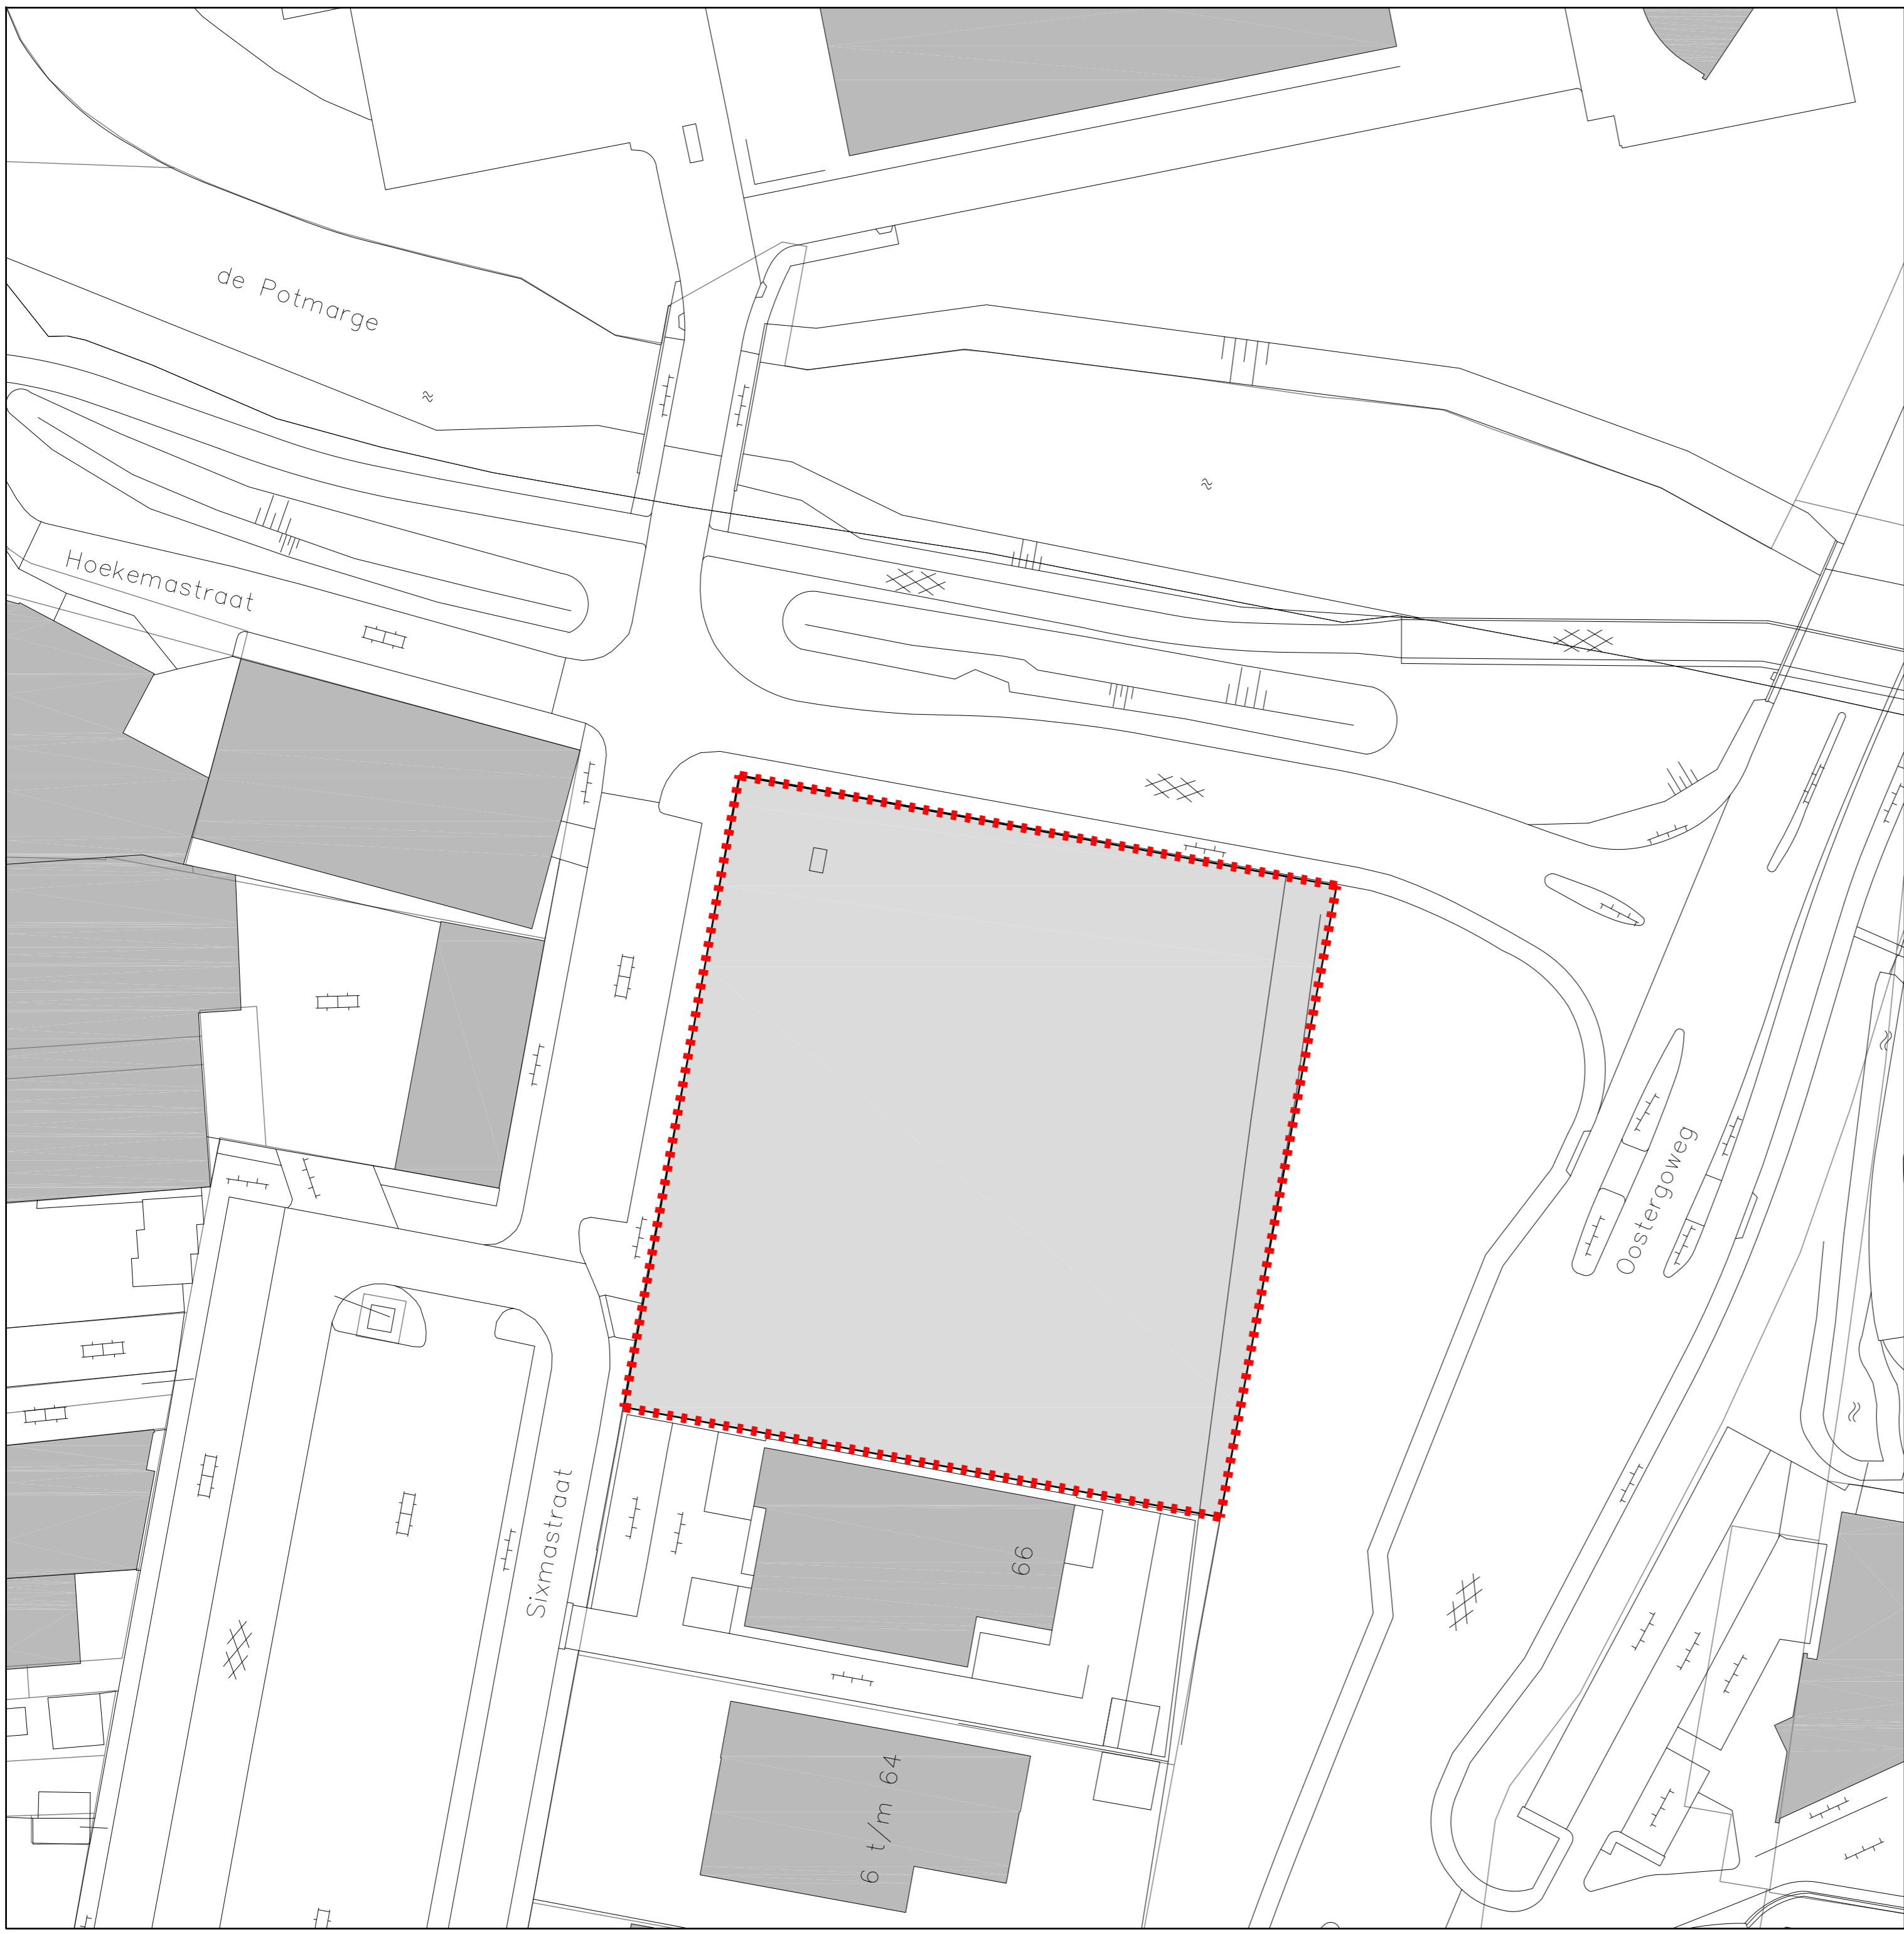 de Potmarge
Hoekemastraat
Oostergoweg
Sixmastraat
66
6 t/m 64